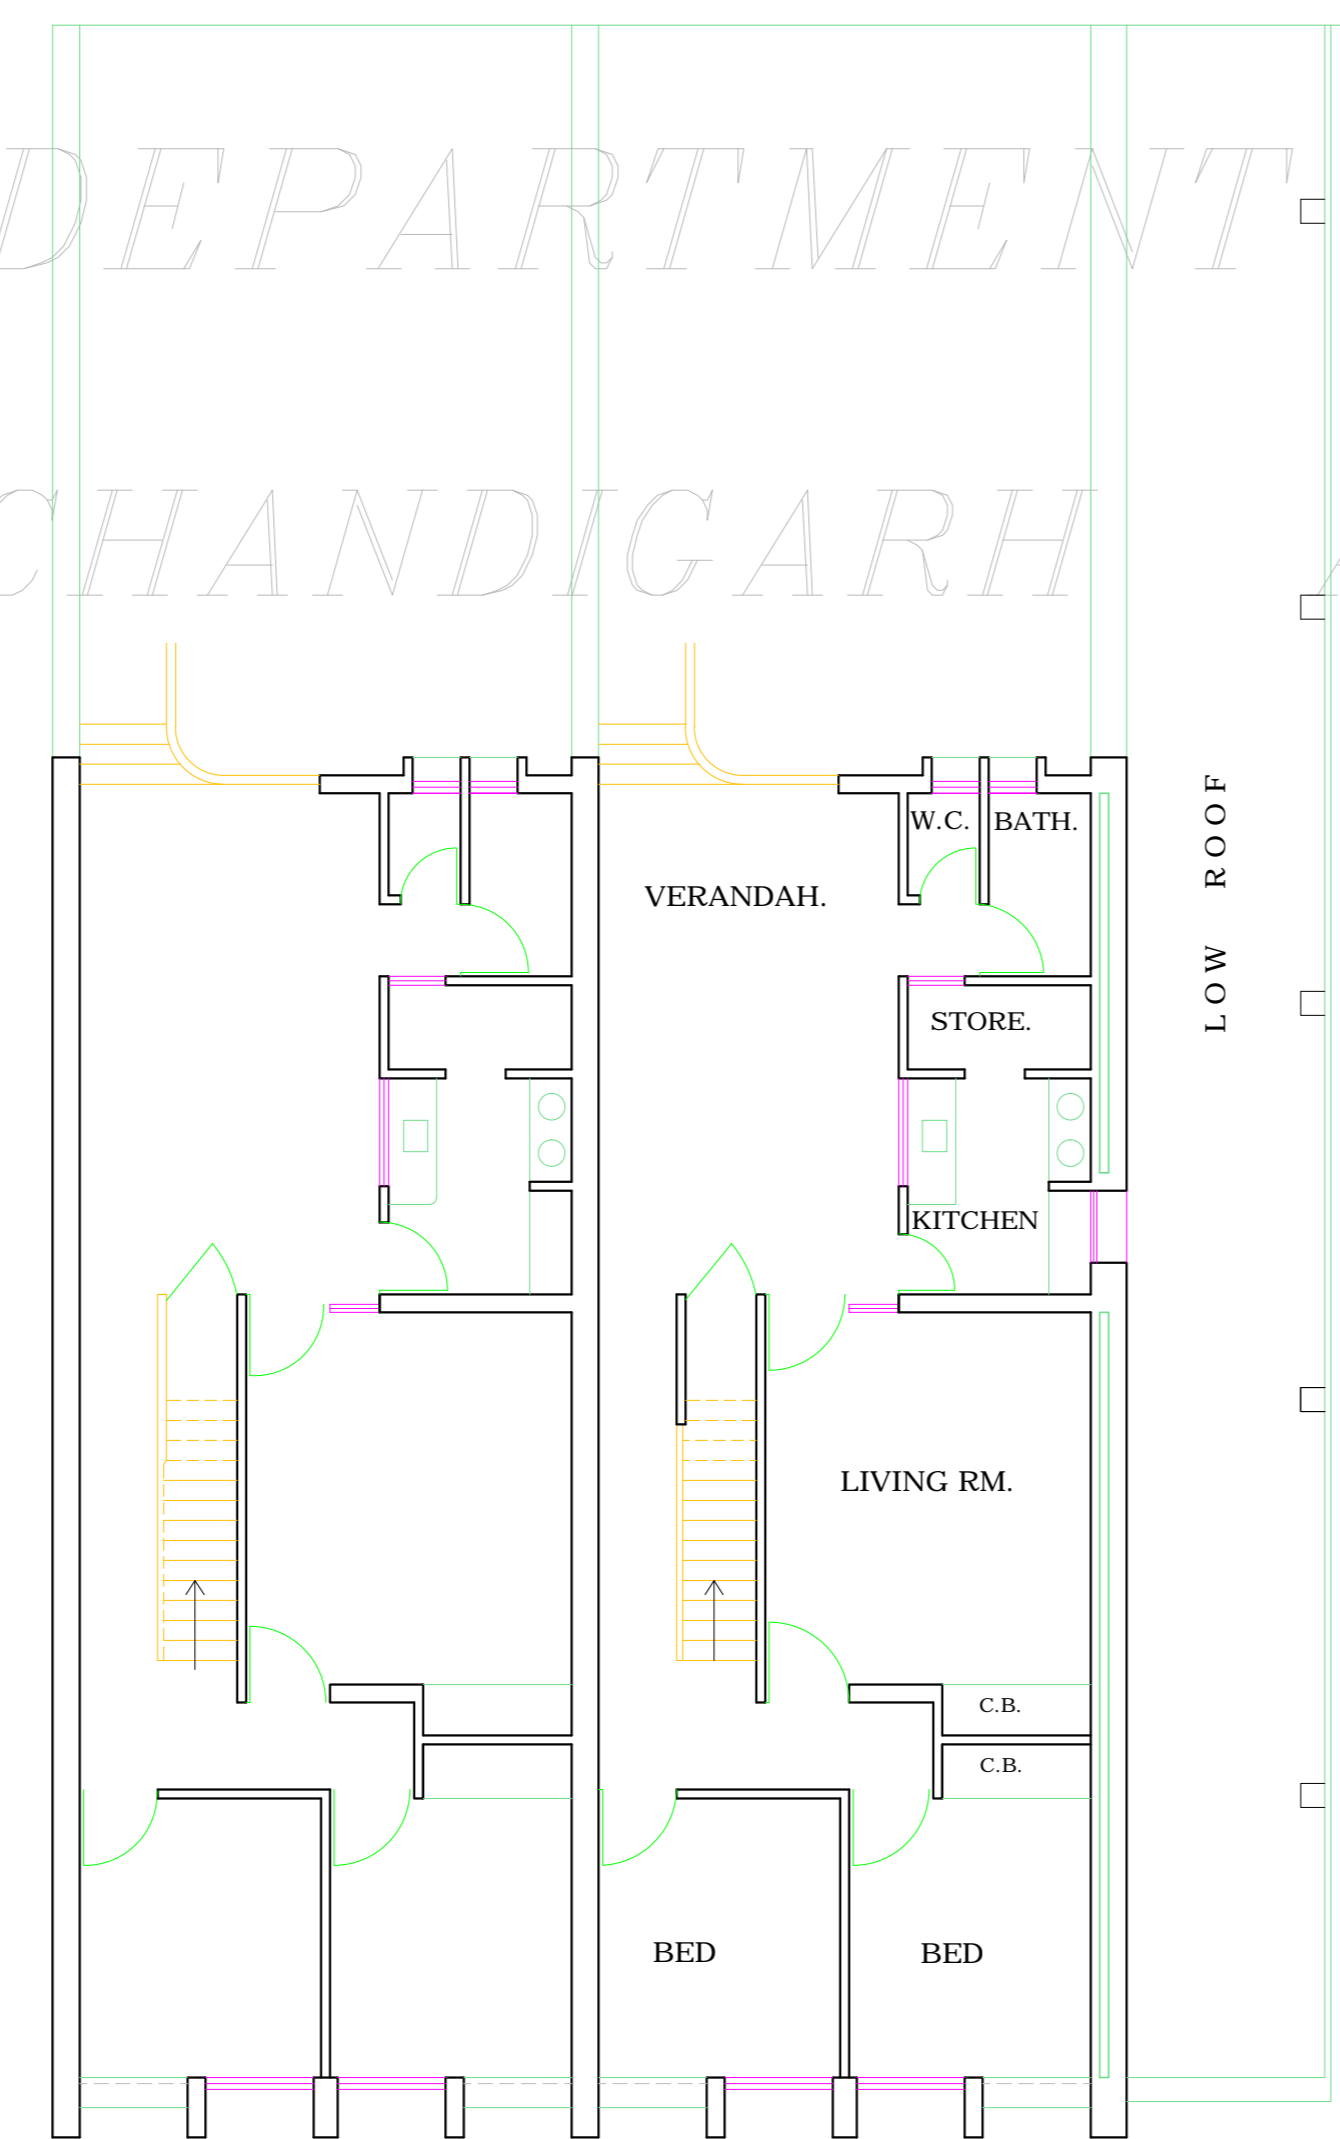 DEPARTMENT
CHANDIGARH
W.C. BATH.
VERANDAH.
LOW ROOF
STORE.
KITCHEN
LIVING RM.
C.B.
C.B.
BED
BED